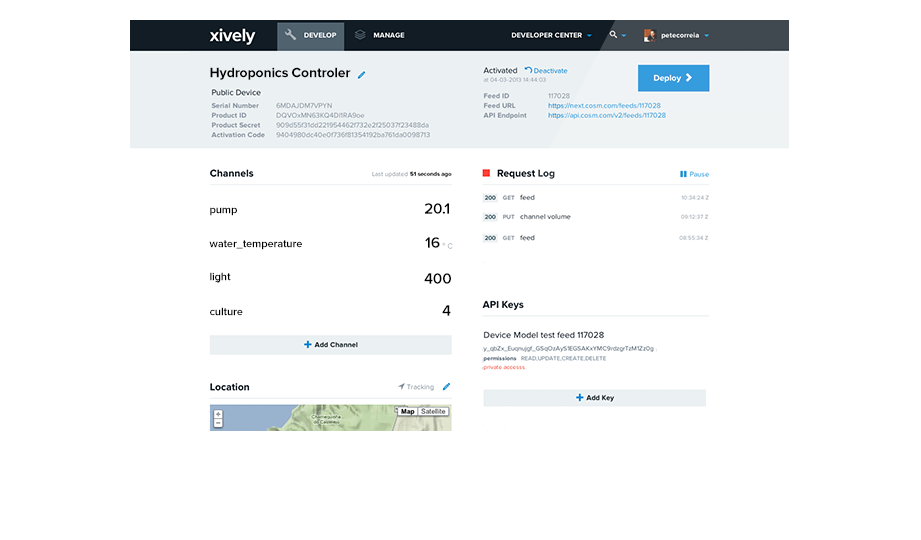 xively
DEVELOP
MANAGE
DEVELOPER CENTER
petecorreia
Hydroponics Controler
Public Device
Serial Number 6MDAJDM7VPYN
Product ID DQVOxMN63KQ4DI1RA9oe
Product Secret 909d55f31dd221954462f732e2f25037f23488da
Activation Code 9404980dc40e0f736f81354192ba761da0098713
Activated Deactivate
at 04-03-2013 14:44:03
Feed ID 117028
Feed URL https://next.cosm.com/feeds/117028
API Endpoint https://api.cosm.com/v2/feeds/117028
Deploy
Channels
Last updated 51 seconds ago
pump 20.1
water_temperature 16 ° C
light 400
culture 4
Add Channel
Location
Tracking
Map Satellite
Request Log
Pause
200 GET feed 10:34:24 Z
200 PUT channel volume 09:12:37 Z
200 GET feed 08:55:34 Z
API Keys
Device Model test feed 117028
permissions READ,UPDATE,CREATE,DELETE
private accesss
Add Key